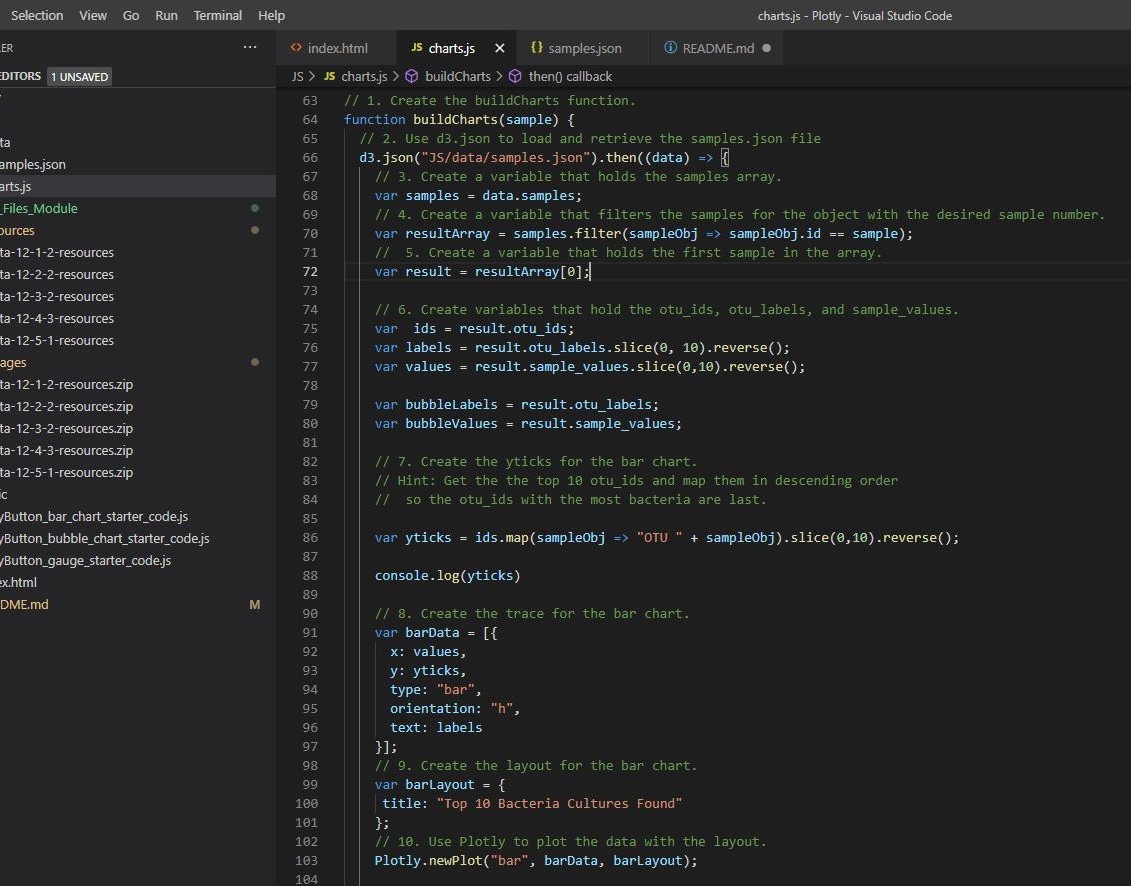 Selection View Go Run Terminal Help charts.js - Plotly - Visual Studio Code
ER ···
index.html JS charts.js × {} samples.json README.md
EDITORS 1 UNSAVED
JS > JS charts.js > buildCharts > then() callback
ta
amples.json
arts.js
_Files_Module
ources
ta-12-1-2-resources
ta-12-2-2-resources
ta-12-3-2-resources
ta-12-4-3-resources
ta-12-5-1-resources
ages
ta-12-1-2-resources.zip
ta-12-2-2-resources.zip
ta-12-3-2-resources.zip
ta-12-4-3-resources.zip
ta-12-5-1-resources.zip
ic
yButton_bar_chart_starter_code.js
yButton_bubble_chart_starter_code.js
yButton_gauge_starter_code.js
ex.html
DME.md M
63 // 1. Create the buildCharts function.
64 function buildCharts(sample) {
65 // 2. Use d3.json to load and retrieve the samples.json file
66 d3.json("JS/data/samples.json").then((data) => {
67 // 3. Create a variable that holds the samples array.
68 var samples = data.samples;
69 // 4. Create a variable that filters the samples for the object with the desired sample number.
70 var resultArray = samples.filter(sampleObj => sampleObj.id == sample);
71 //  5. Create a variable that holds the first sample in the array.
72 var result = resultArray[0];
73
74 // 6. Create variables that hold the otu_ids, otu_labels, and sample_values.
75 var  ids = result.otu_ids;
76 var labels = result.otu_labels.slice(0, 10).reverse();
77 var values = result.sample_values.slice(0,10).reverse();
78
79 var bubbleLabels = result.otu_labels;
80 var bubbleValues = result.sample_values;
81
82 // 7. Create the yticks for the bar chart.
83 // Hint: Get the the top 10 otu_ids and map them in descending order
84 //  so the otu_ids with the most bacteria are last.
85
86 var yticks = ids.map(sampleObj => "OTU " + sampleObj).slice(0,10).reverse();
87
88 console.log(yticks)
89
90 // 8. Create the trace for the bar chart.
91 var barData = [{
92 x: values,
93 y: yticks,
94 type: "bar",
95 orientation: "h",
96 text: labels
97 }];
98 // 9. Create the layout for the bar chart.
99 var barLayout = {
100 title: "Top 10 Bacteria Cultures Found"
101 };
102 // 10. Use Plotly to plot the data with the layout.
103 Plotly.newPlot("bar", barData, barLayout);
104